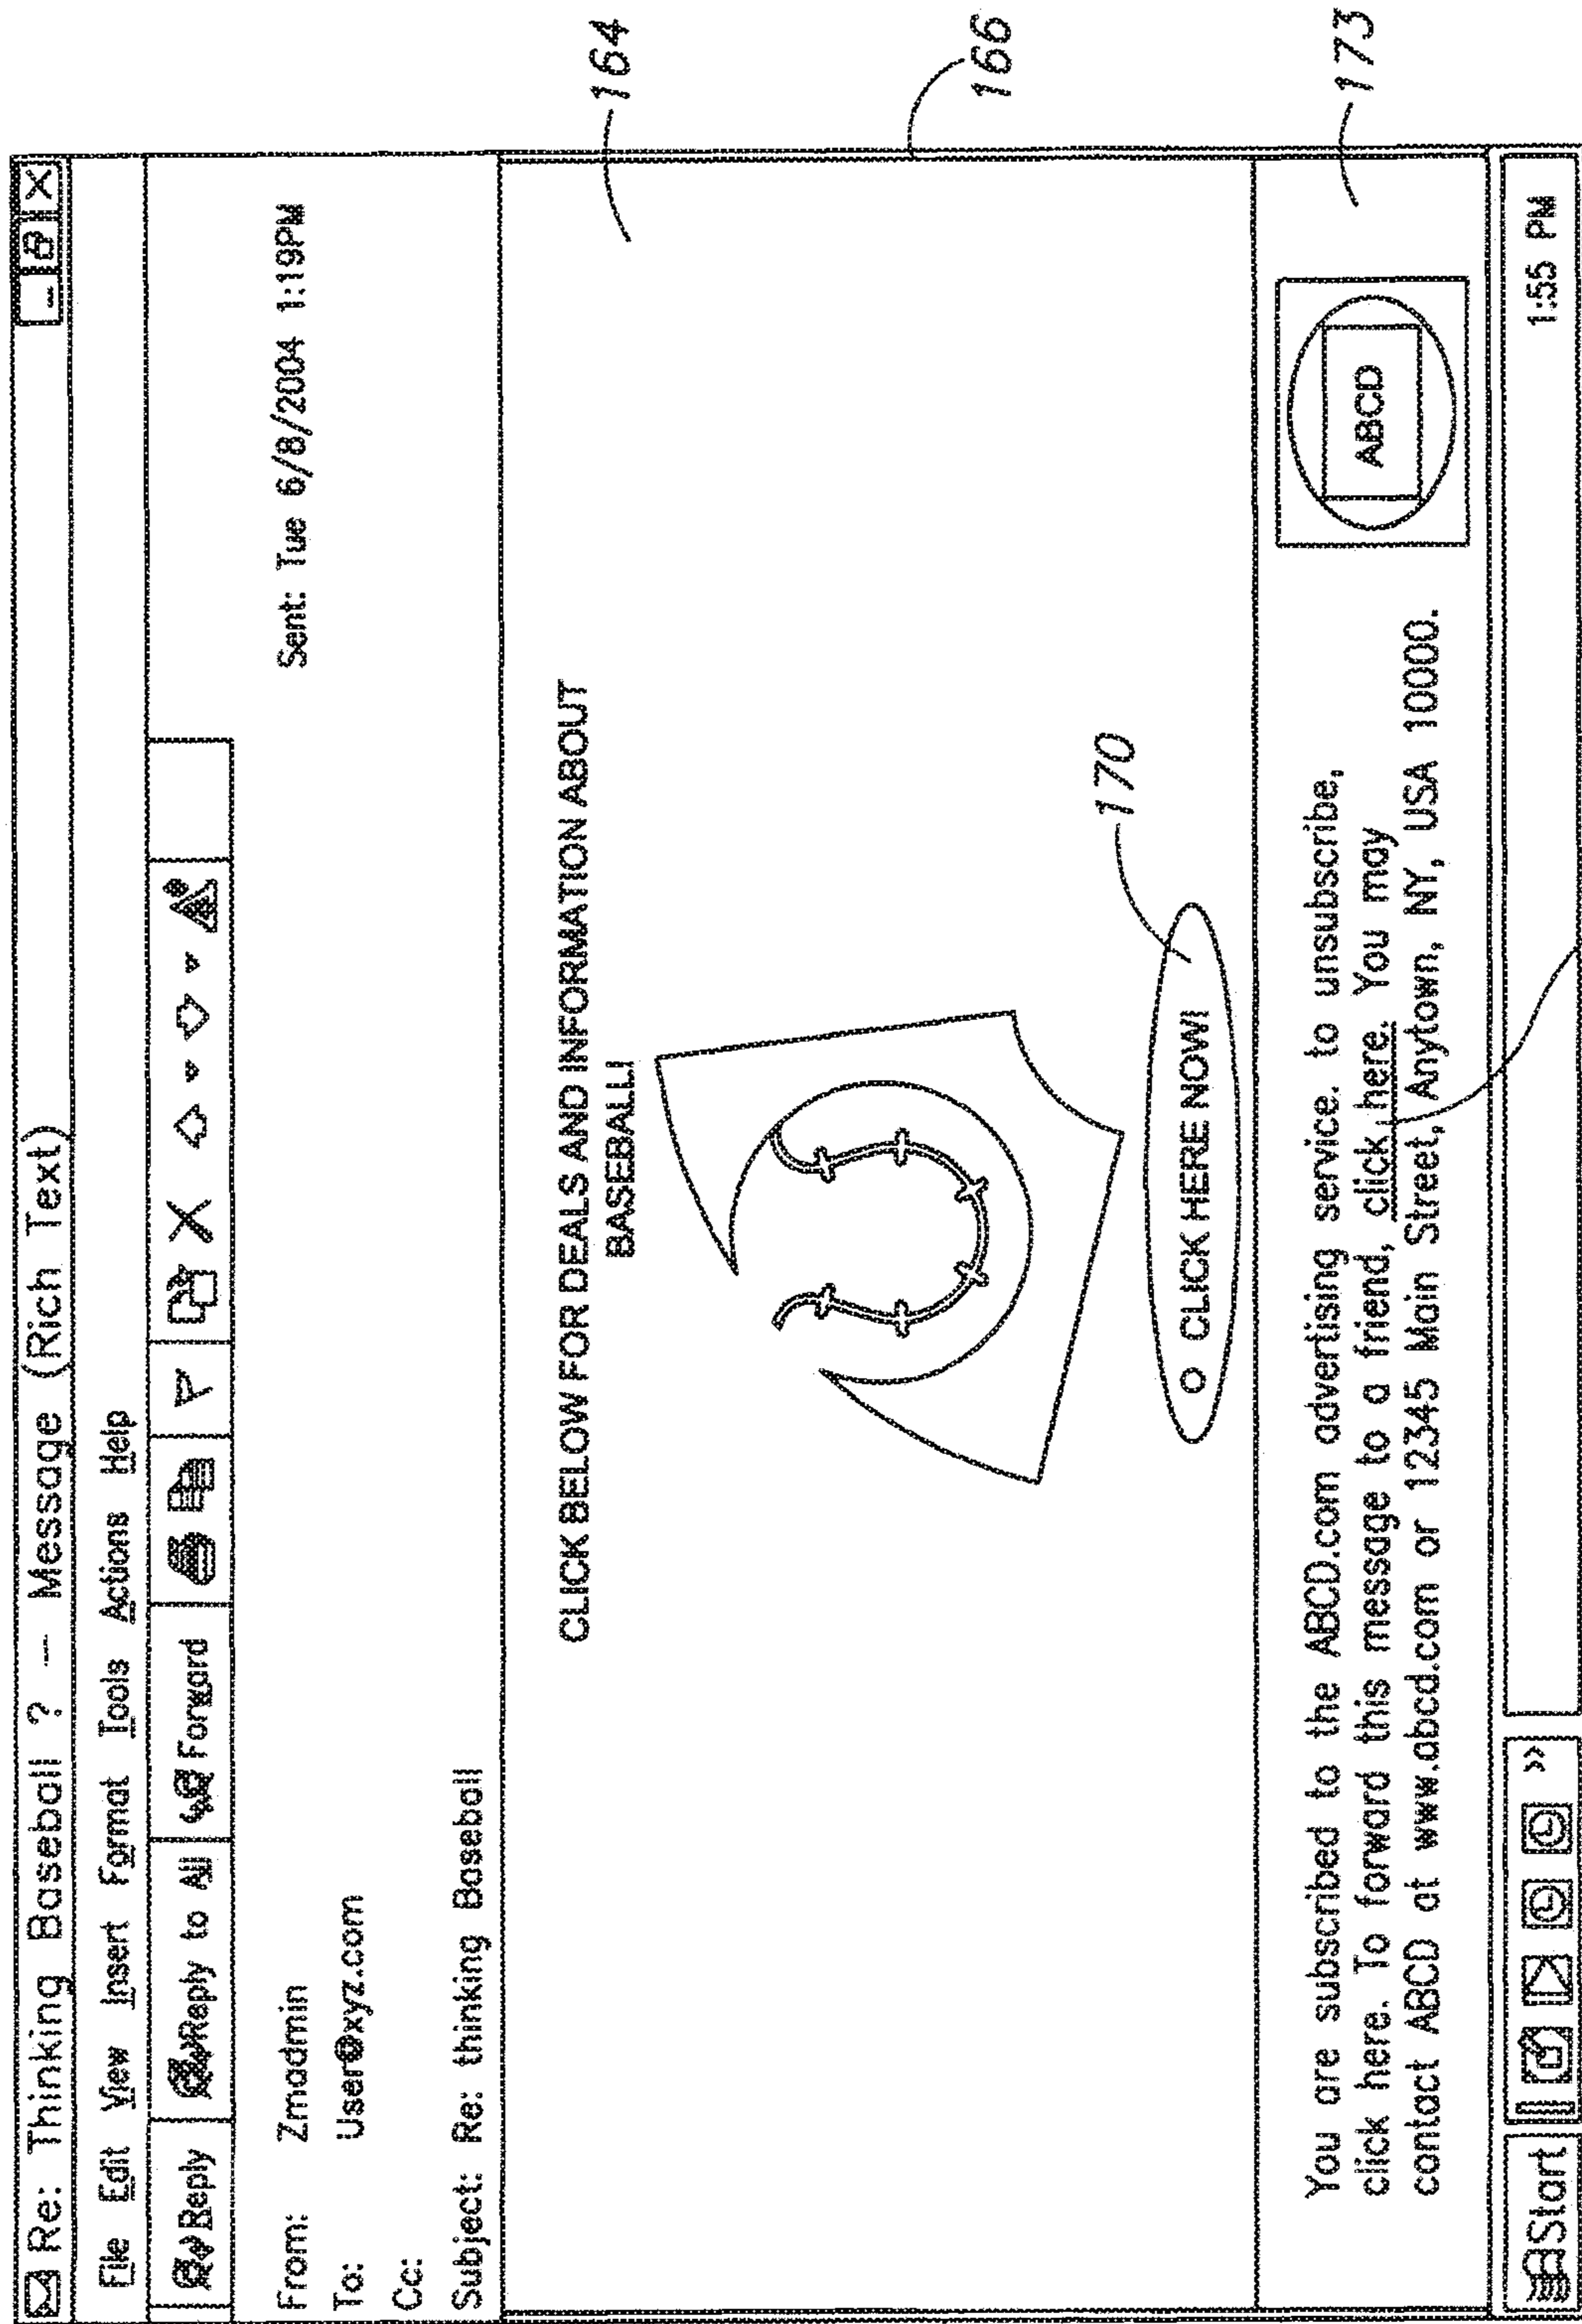 Re: Thinking Baseball ? — Message (Rich Text)
File Edit View Insert Format Tools Actions Help
Reply Reply to All Forward
Sent: Tue 6/8/2004 1:19PM
From: Zmadmin
To: User@xyz.com
Cc:
Subject: Re: thinking Baseball
164
CLICK BELOW FOR DEALS AND INFORMATION ABOUT
BASEBALL!
166
170
CLICK HERE NOW!
You are subscribed to the ABCD.com advertising service. to unsubscribe,
click here. To forward this message to a friend, click here. You may
contact ABCD at www.abcd.com or 12345 Main Street, Anytown, NY, USA 10000.
ABCD
173
Start » 1:55 PM